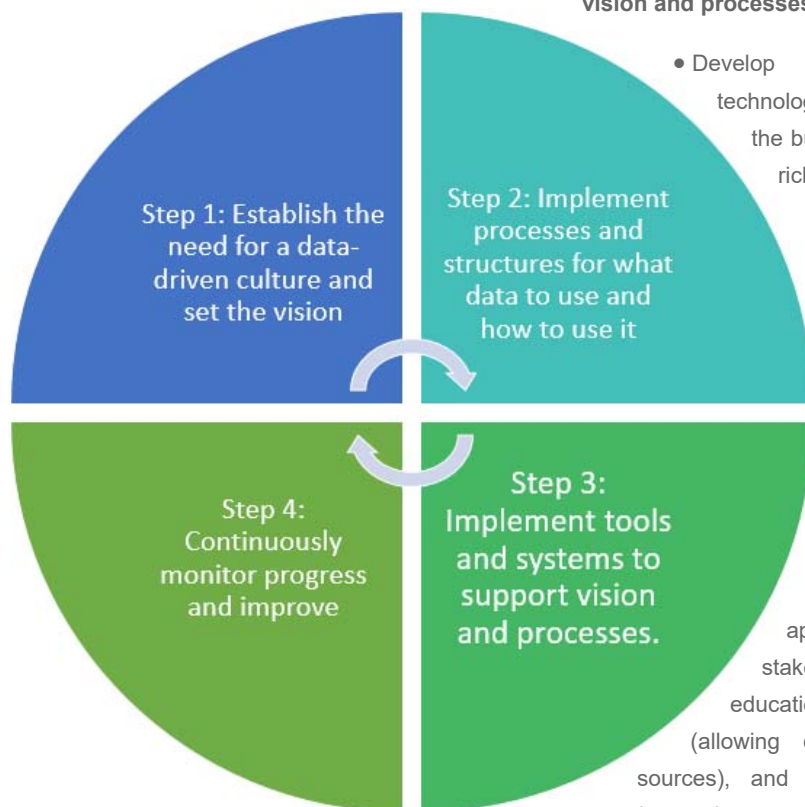 vision and processes
• Develop
technolog
the bu
rich
Step 1: Establish the
need for a data-
driven culture and
set the vision
Step 2: Implement
processes and
structures for what
data to use and
how to use it
Step 3:
Implement tools
and systems to
support vision
and processes.
Step 4:
Continuously
monitor progress
and improve
ap
stake
educatio
(allowing
sources), and